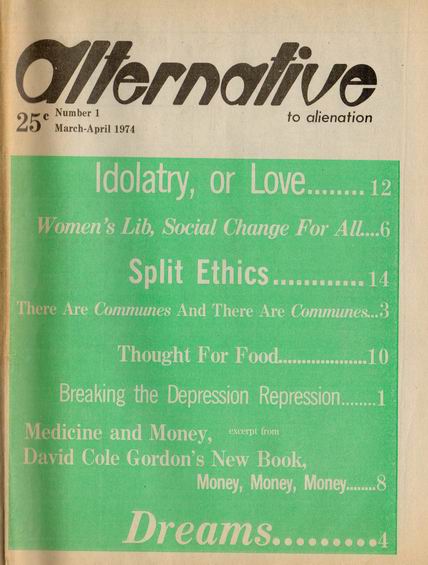 alternative
to alienation
25¢ Number 1
March-April 1974
Idolatry, or Love........ 12
Women's Lib, Social Change For All....6
Split Ethics............14
There Are Communes And There Are Communes...3
Thought For Food...................10
Breaking the Depression Repression........1
Medicine and Money, excerpt from
David Cole Gordon's New Book,
Money, Money, Money........8
Dreams.........4